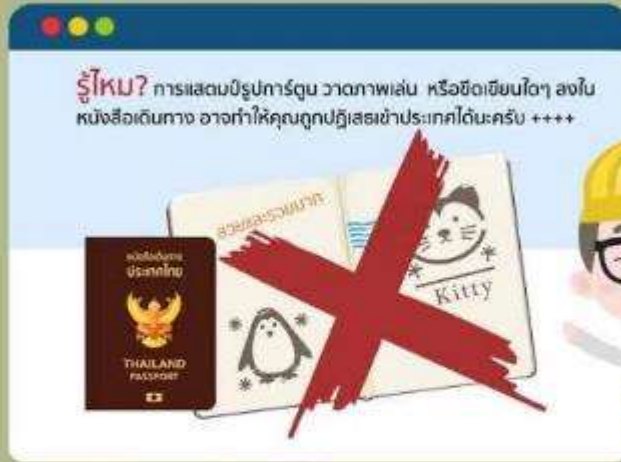 รู้ไหม? การแสตมป์รูปการ์ตูน วาดภาพเล่น หรือขีดเขียนใดๆ ลงใน
หนังสือเดินทาง อาจทำให้คุณถูกปฏิเสธเข้าประเทศได้นะครับ ++++
สวยและรวยมาก
Kitty
หนังสือเดินทาง
ประเทศไทย
THAILAND
PASSPORT